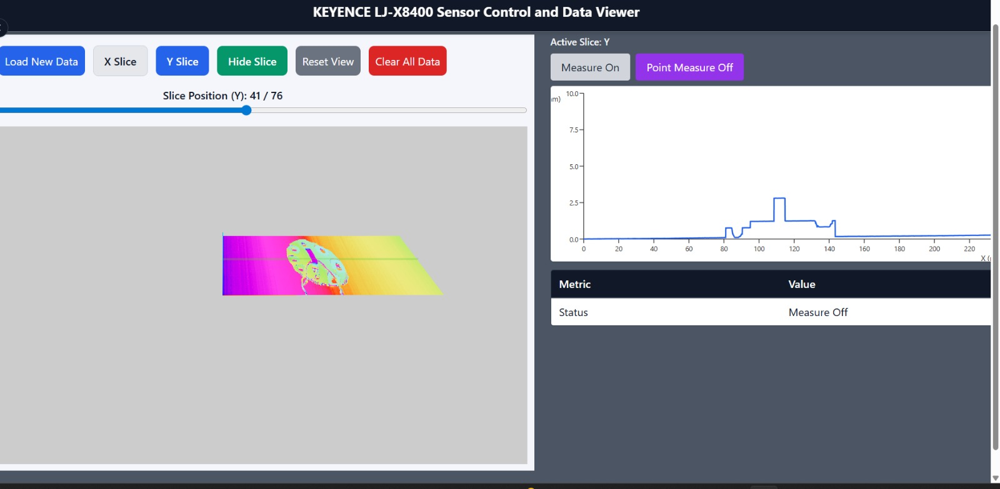 KEYENCE LJ-X8400 Sensor Control and Data Viewer
Load New Data X Slice Y Slice Hide Slice Reset View Clear All Data
Slice Position (Y): 41 / 76
Active Slice: Y
Measure On Point Measure Off
10.0
7.5
5.0
2.5
0.0
0 20 40 60 80 100 120 140 160 180 200 220
Metric Value
Status Measure Off